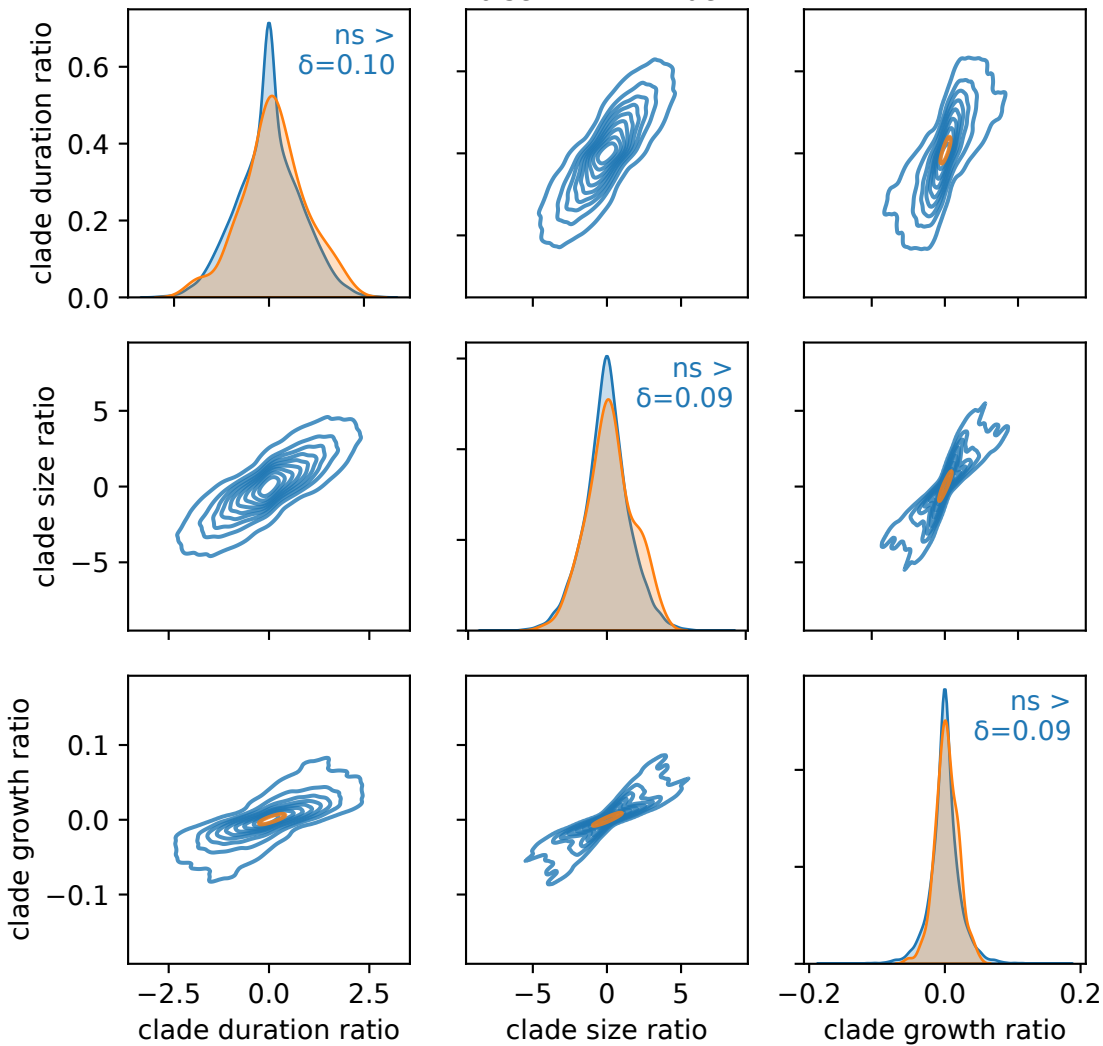 clade duration ratio
0.6
0.4
0.2
0.0
ns >
δ=0.10
clade size ratio
5
0
−5
ns >
δ=0.09
clade growth ratio
0.1
0.0
−0.1
ns >
δ=0.09
−2.5
0.0
2.5
−5
0
5
−0.2
0.0
0.2
clade duration ratio
clade size ratio
clade growth ratio